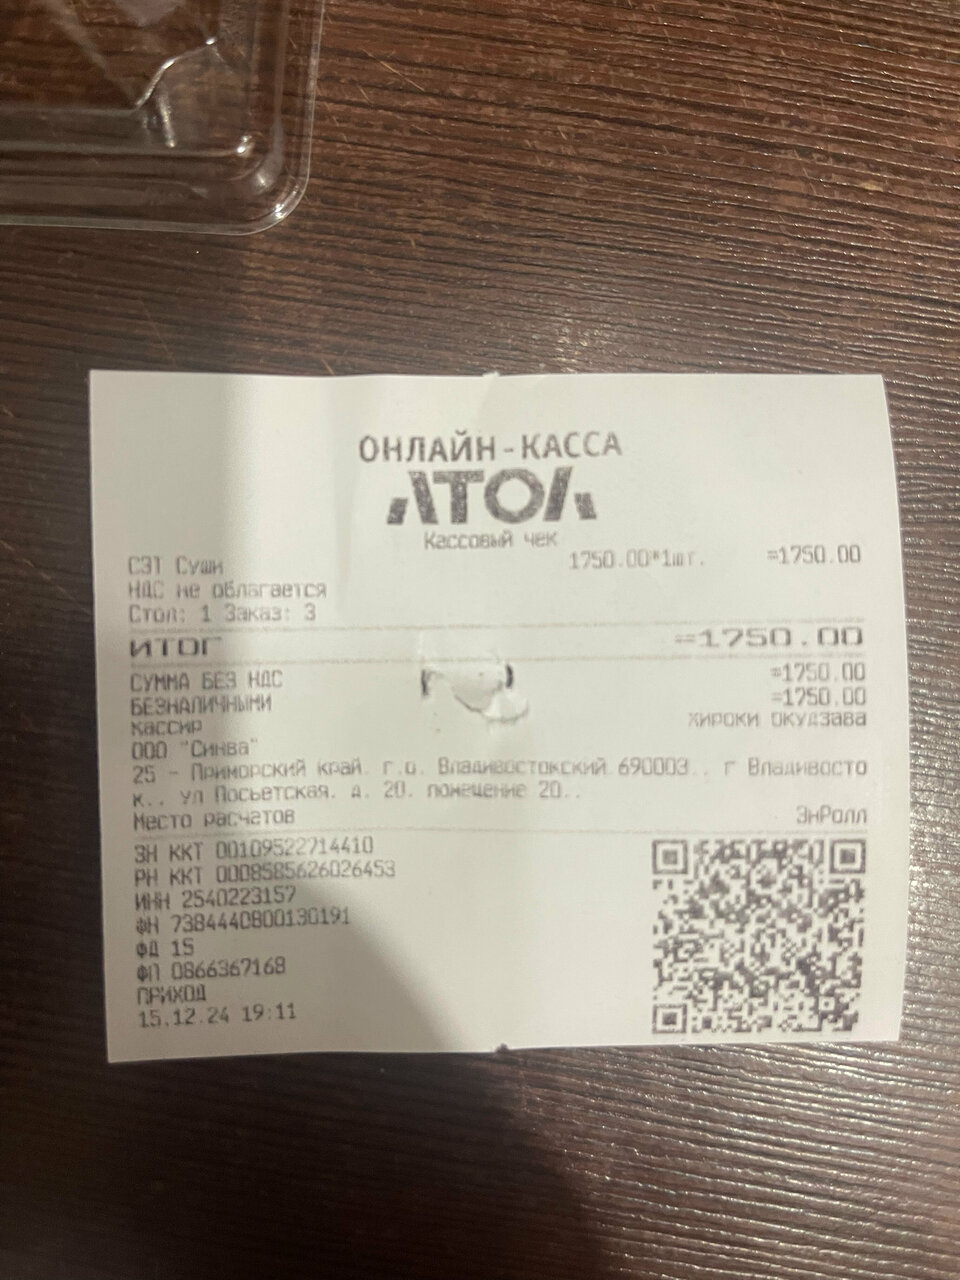 ОНЛАЙН-КАССА
АТОЛ
Кассовый чек
СЭТ Суши 1750.00*1шт. =1750.00
НДС не облагается
Стол: 1 Заказ: 3
ИТОГ =1750.00
СУММА БЕЗ НДС =1750.00
БЕЗНАЛИЧНЫМИ =1750.00
Кассир ХИРОКИ ОКУДЗАВА
ООО "Синва"
25 - Приморский край. г.о. Владивостокский 690003.. г Владивосто
к.. ул Посьетская. д. 20. помещение 20..
Место расчетов ЭнРолл
ЗН ККТ 00109522714410
РН ККТ 0008585626026453
ИНН 2540223157
ФН 7384440800130191
ФД 15
ФП 0866367168
ПРИХОД
15.12.24 19:11